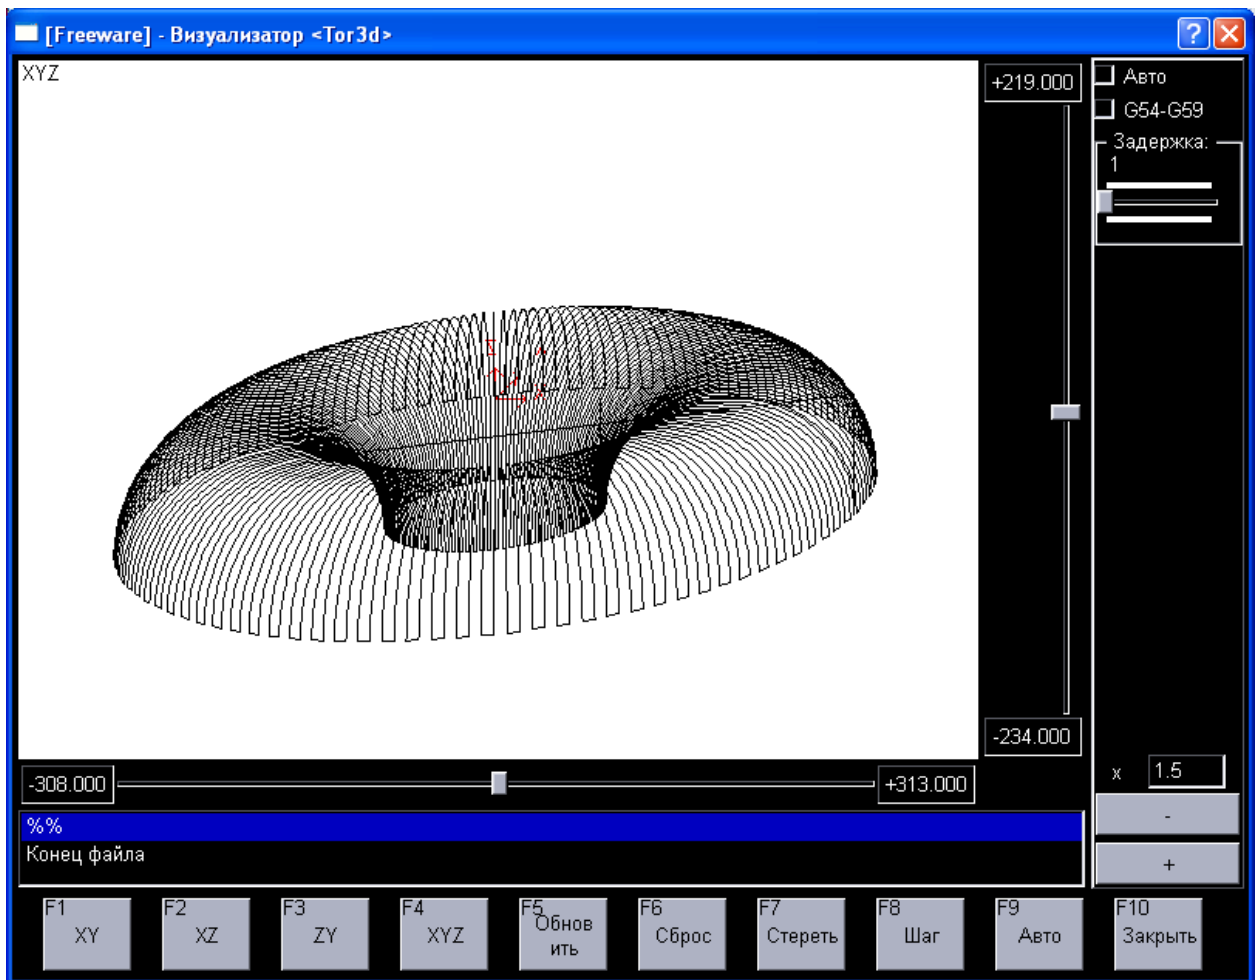 [Freeware] - Визуализатор <Tor3d>
XYZ
+219.000
Авто
G54-G59
Задержка:
1
Z
-234.000
x 1.5
-308.000
+313.000
-
%%
Конец файла
+
F1
XY
F2
XZ
F3
ZY
F4
XYZ
F5
Обнов
ить
F6
Сброс
F7
Стереть
F8
Шаг
F9
Авто
F10
Закрыть